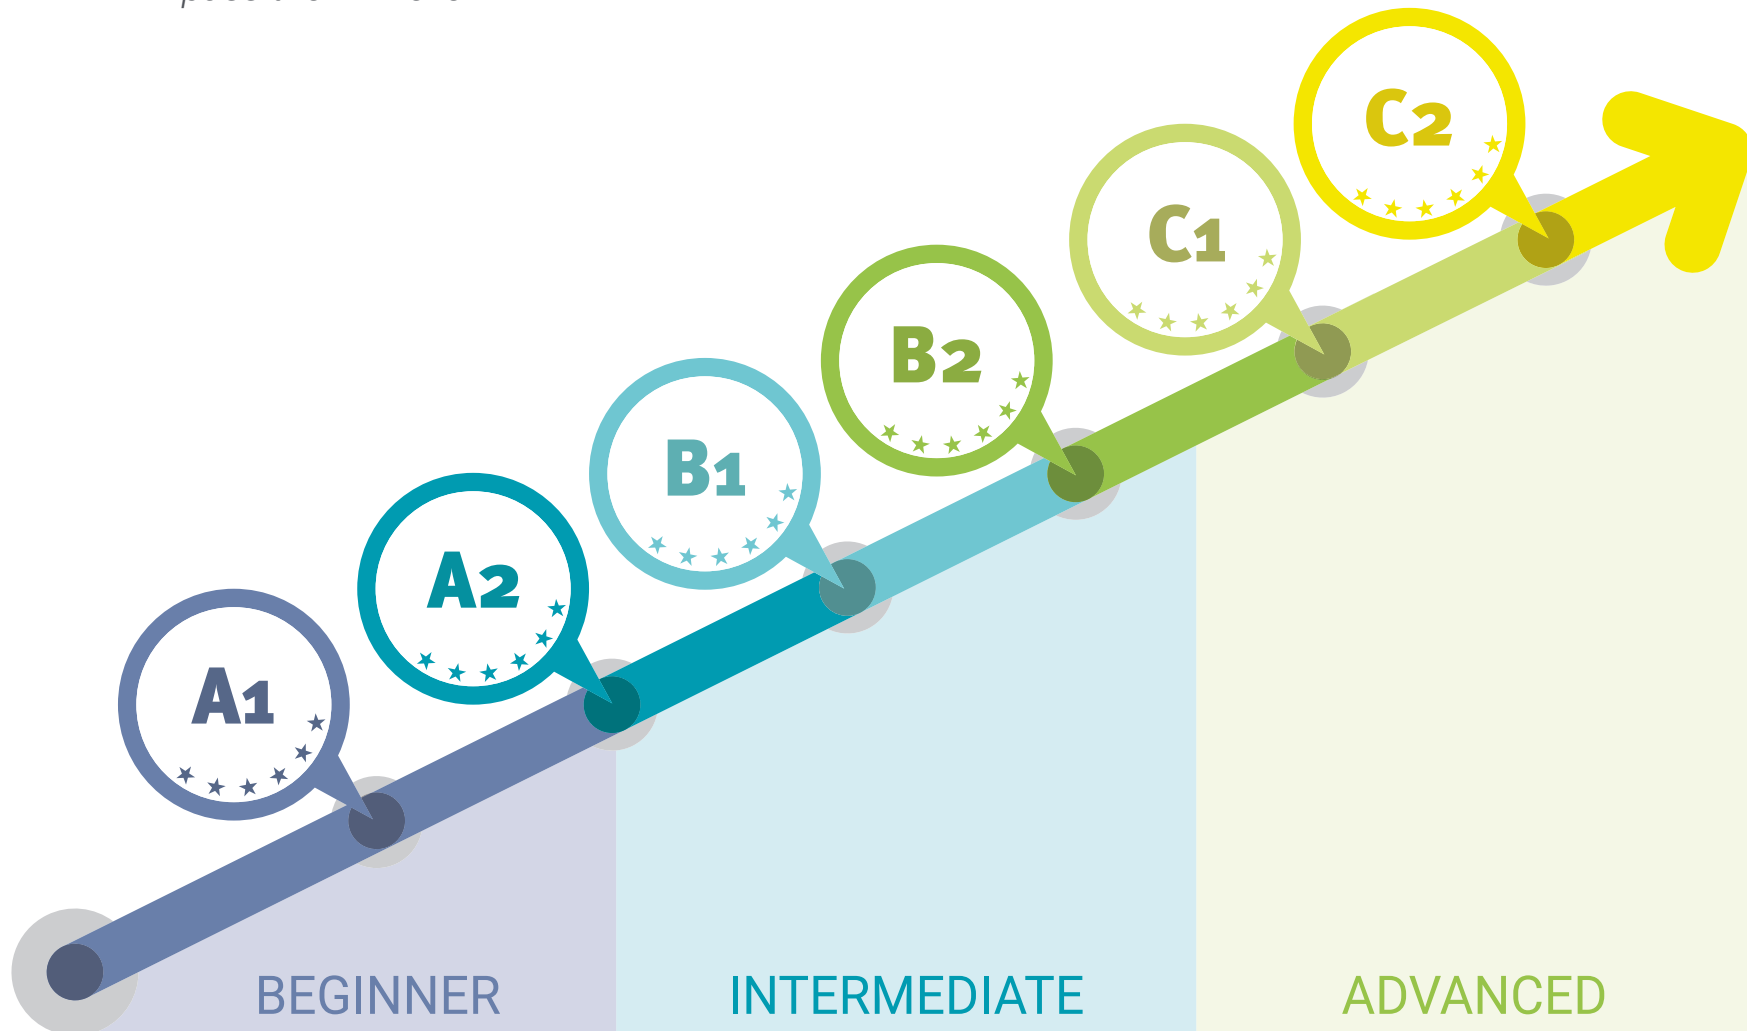 A1
A2
B1
B2
C1
C2
BEGINNER
INTERMEDIATE
ADVANCED